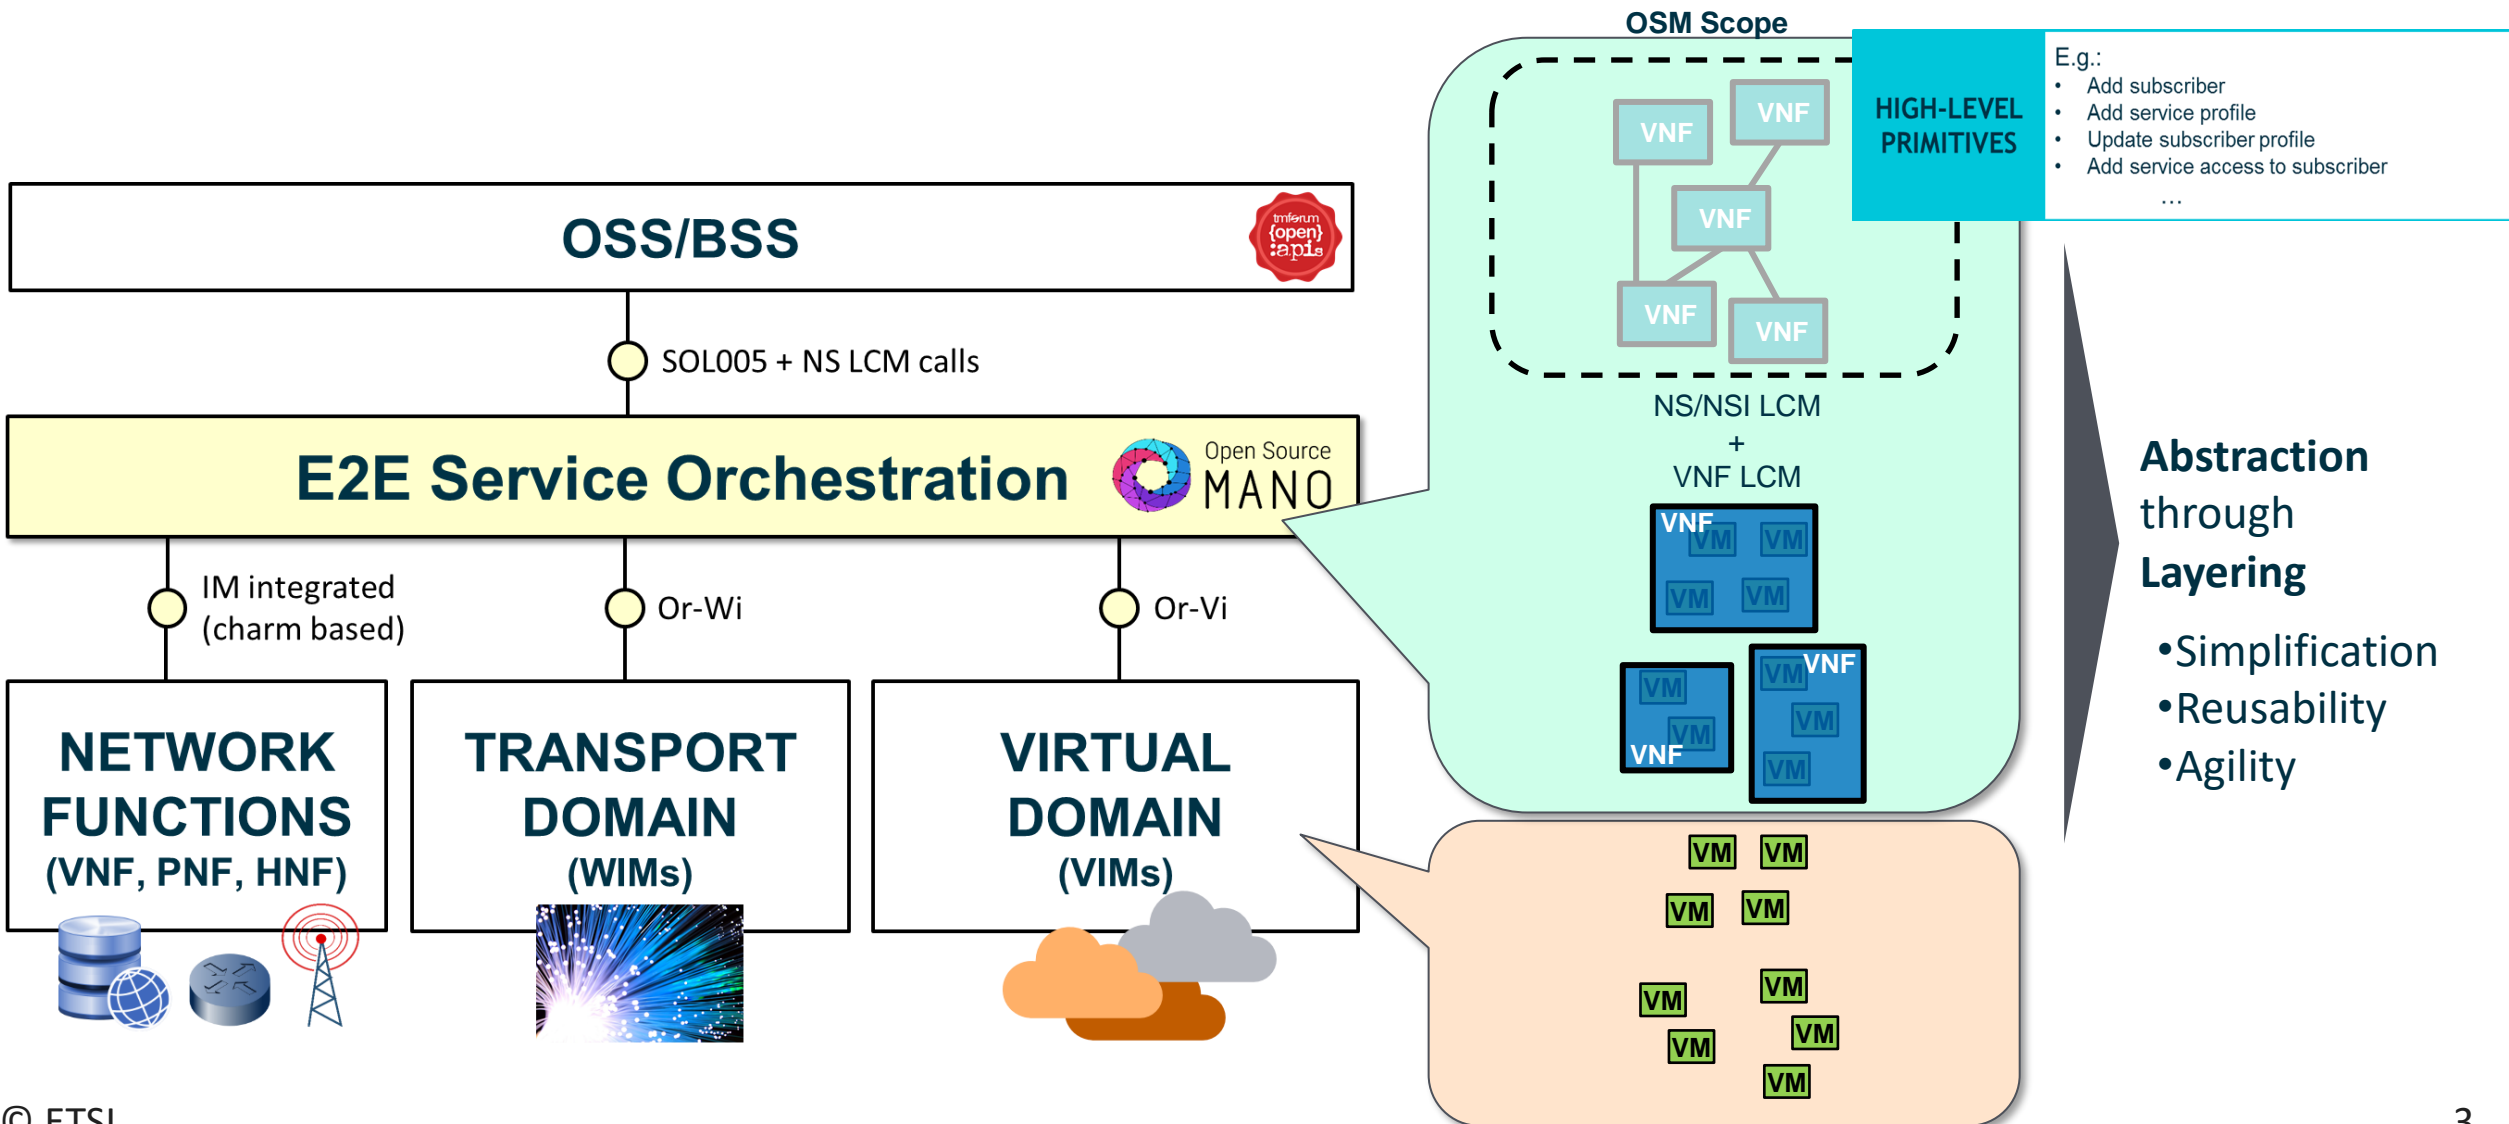 OSM Scope
HIGH-LEVEL
PRIMITIVES
E.g.:
• Add subscriber
• Add service profile
• Update subscriber profile
• Add service access to subscriber
…
VNF
VNF
VNF
VNF
VNF
OSS/BSS
tmforum
{open}
:apis
SOL005 + NS LCM calls
E2E Service Orchestration
Open Source
MANO
NS/NSI LCM
+
VNF LCM
VNF
VM VM
VM VM
VM
VM
VNF
VM VNF
VM
VM
IM integrated
(charm based)
Or-Wi
Or-Vi
NETWORK
FUNCTIONS
(VNF, PNF, HNF)
TRANSPORT
DOMAIN
(WIMs)
VIRTUAL
DOMAIN
(VIMs)
VM VM
VM VM
VM VM
VM VM
VM
Abstraction
through
Layering
•Simplification
•Reusability
•Agility
© ETSI
3